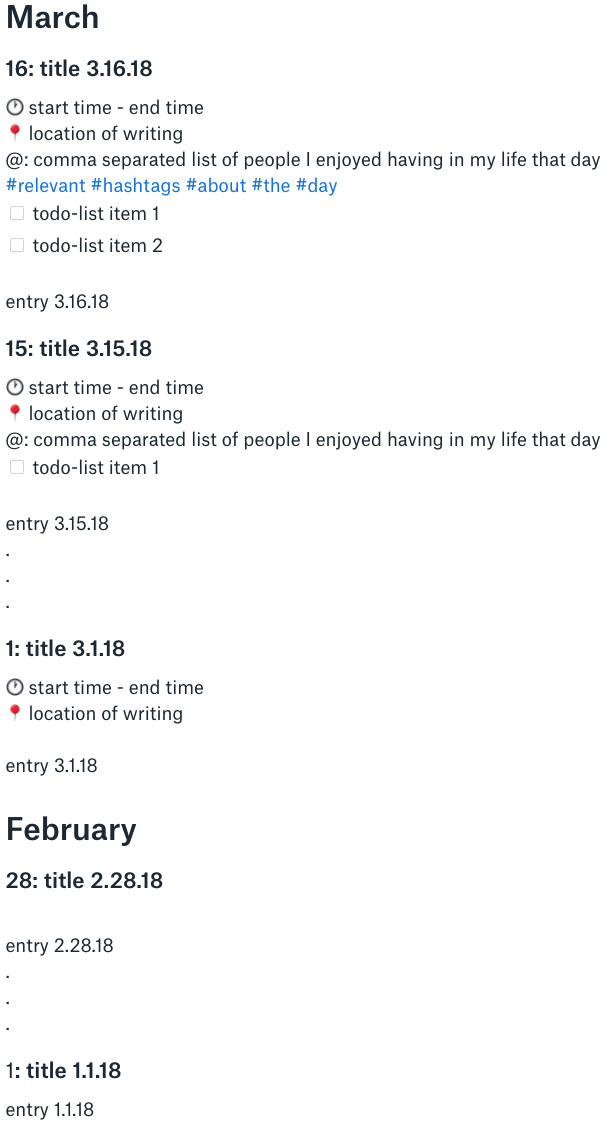 March
16: title 3.16.18
🕐 start time - end time
📍 location of writing
@: comma separated list of people I enjoyed having in my life that day
#relevant #hashtags #about #the #day
todo-list item 1
todo-list item 2
entry 3.16.18
15: title 3.15.18
🕐 start time - end time
📍 location of writing
@: comma separated list of people I enjoyed having in my life that day
todo-list item 1
entry 3.15.18
.
.
.
1: title 3.1.18
🕐 start time - end time
📍 location of writing
entry 3.1.18
February
28: title 2.28.18
entry 2.28.18
.
.
.
1: title 1.1.18
entry 1.1.18